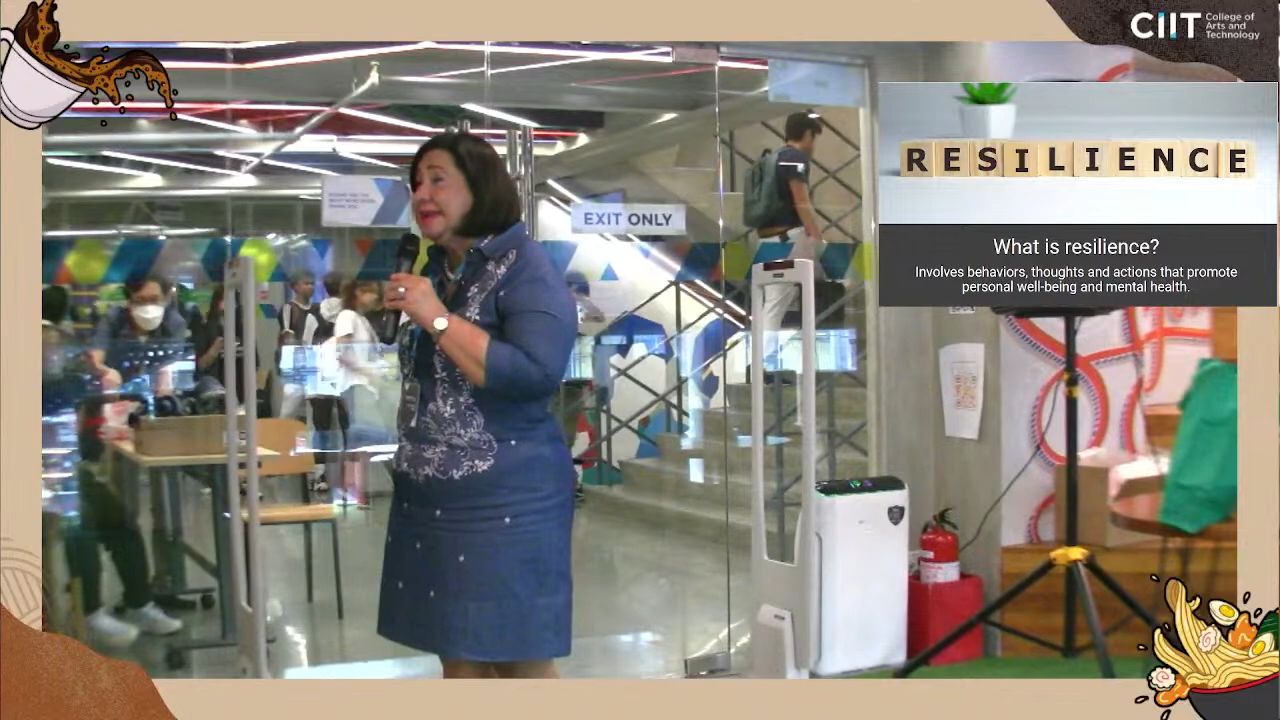 CIIT College of
Arts and
Technology
RESILIENCE
What is resilience?
Involves behaviors, thoughts and actions that promote
personal well-being and mental health.
EXIT ONLY